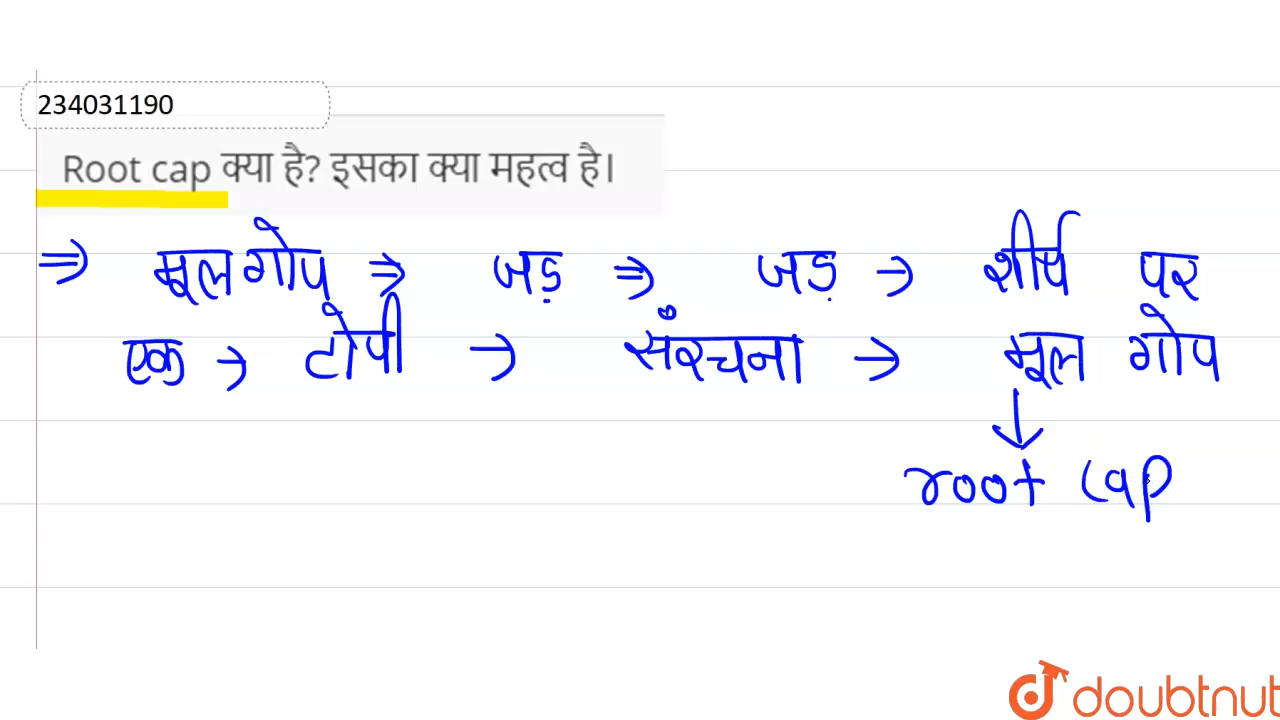 234031190
Root cap क्या है? इसका क्या महत्व है।
⇒ मूलगोप ⇒ जड़ ⇒ जड़ → शीर्ष पर
एक → टोपी → संरचना → मूल गोप
↓
root cap
doubtnut